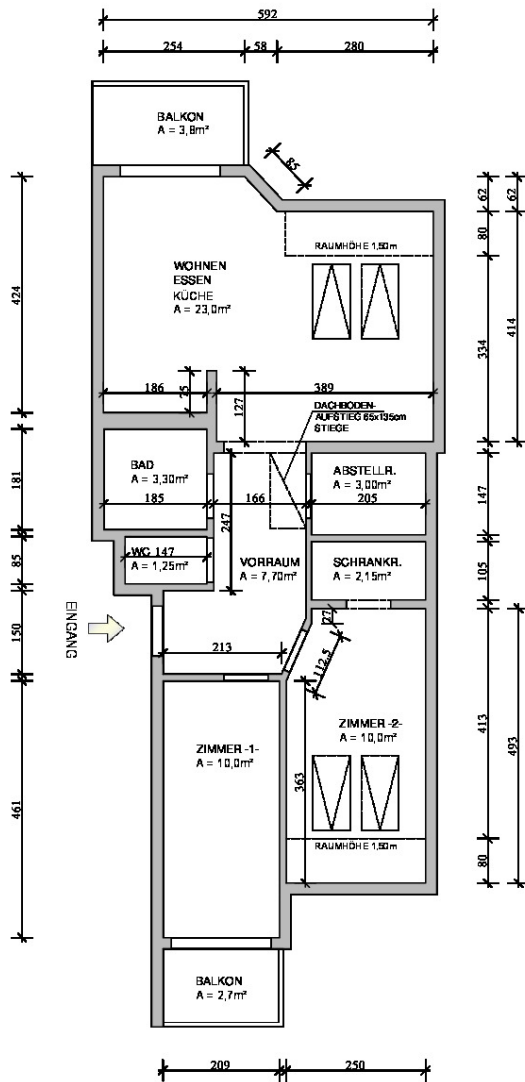 592
254
58
280
BALKON
A = 3,8m²
85
62
62
80
RAUMHÖHE 1,50m
WOHNEN
ESSEN
KÜCHE
A = 23,0m²
424
334
414
186
75
127
389
DACHBODEN-
AUFSTIEG 65x135cm
STIEGE
BAD
A = 3,30m²
185
181
247
166
ABSTELLR.
A = 3,00m²
205
147
WC 147
A = 1,25m²
85
VORRAUM
A = 7,70m²
SCHRANKR.
A = 2,15m²
105
EINGANG
150
213
27
112,5
ZIMMER -1-
A = 10,0m²
ZIMMER -2-
A = 10,0m²
461
363
413
493
RAUMHÖHE 1,50m
80
BALKON
A = 2,7m²
209
250